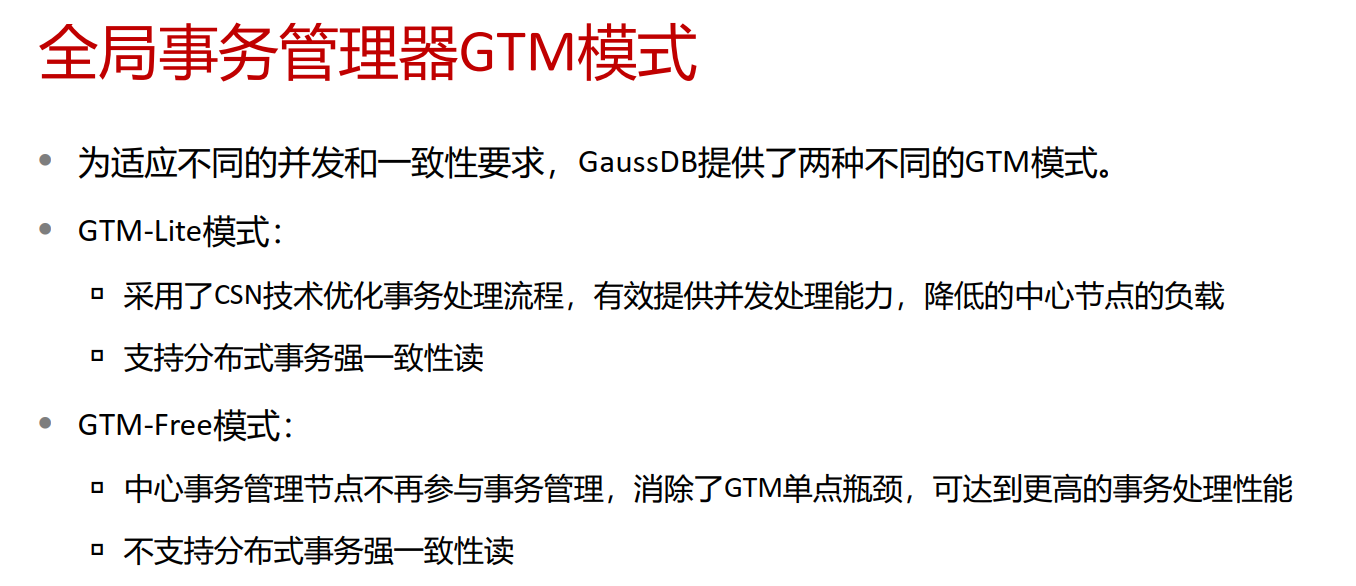 全局事务管理器GTM模式
• 为适应不同的并发和一致性要求，GaussDB提供了两种不同的GTM模式。
• GTM-Lite模式：
▫ 采用了CSN技术优化事务处理流程，有效提供并发处理能力，降低的中心节点的负载
▫ 支持分布式事务强一致性读
• GTM-Free模式：
▫ 中心事务管理节点不再参与事务管理，消除了GTM单点瓶颈，可达到更高的事务处理性能
▫ 不支持分布式事务强一致性读